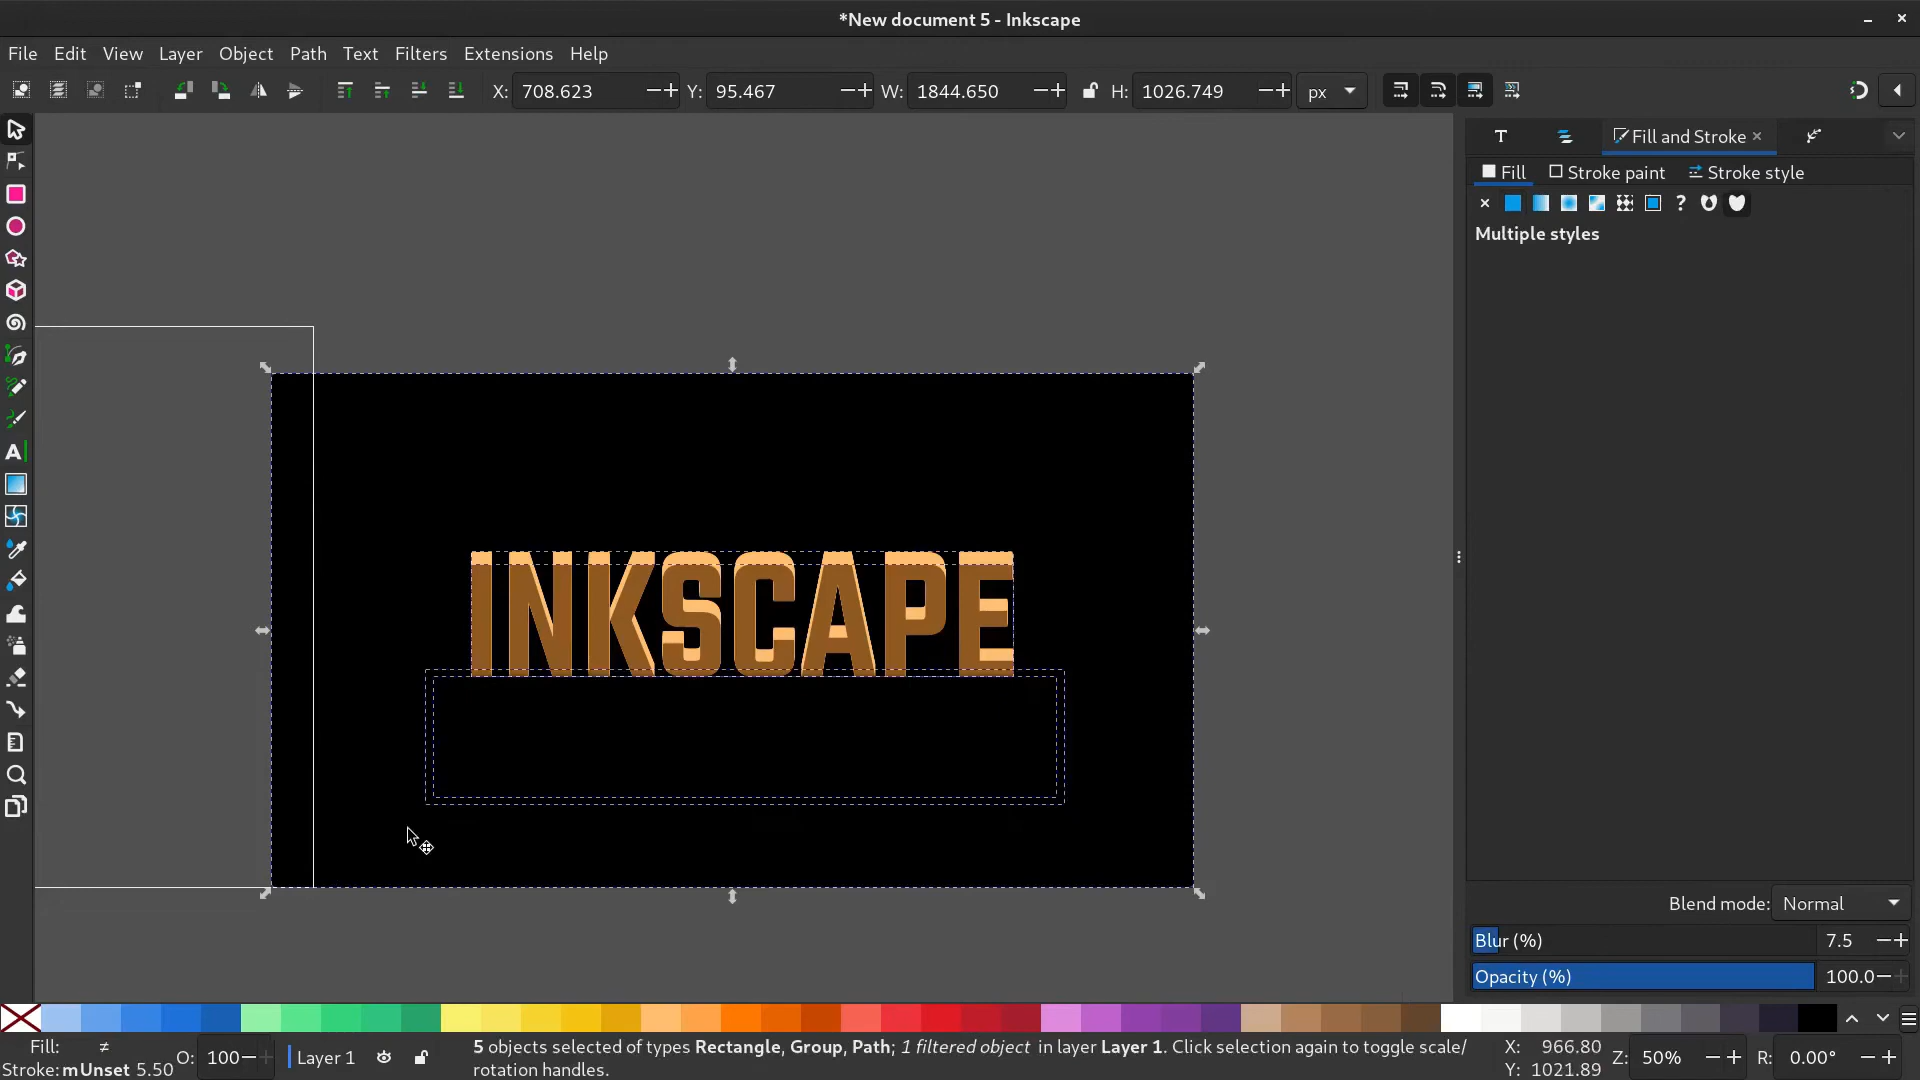 *New document 5 - Inkscape
File Edit View Layer Object Path Text Filters Extensions Help
X: 708.623 Y: 95.467 W: 1844.650 H: 1026.749 px
Fill and Stroke
Fill Stroke paint Stroke style
Multiple styles
INKSCAPE
Blend mode: Normal
Blur (%) 7.5
Opacity (%) 100.0
Fill: ≠ O: 100 Layer 1 5 objects selected of types Rectangle, Group, Path; 1 filtered object in layer Layer 1. Click selection again to toggle scale/ X: 966.80 Z: 50% R: 0.00°
Stroke: mUnset 5.50 rotation handles. Y: 1021.89